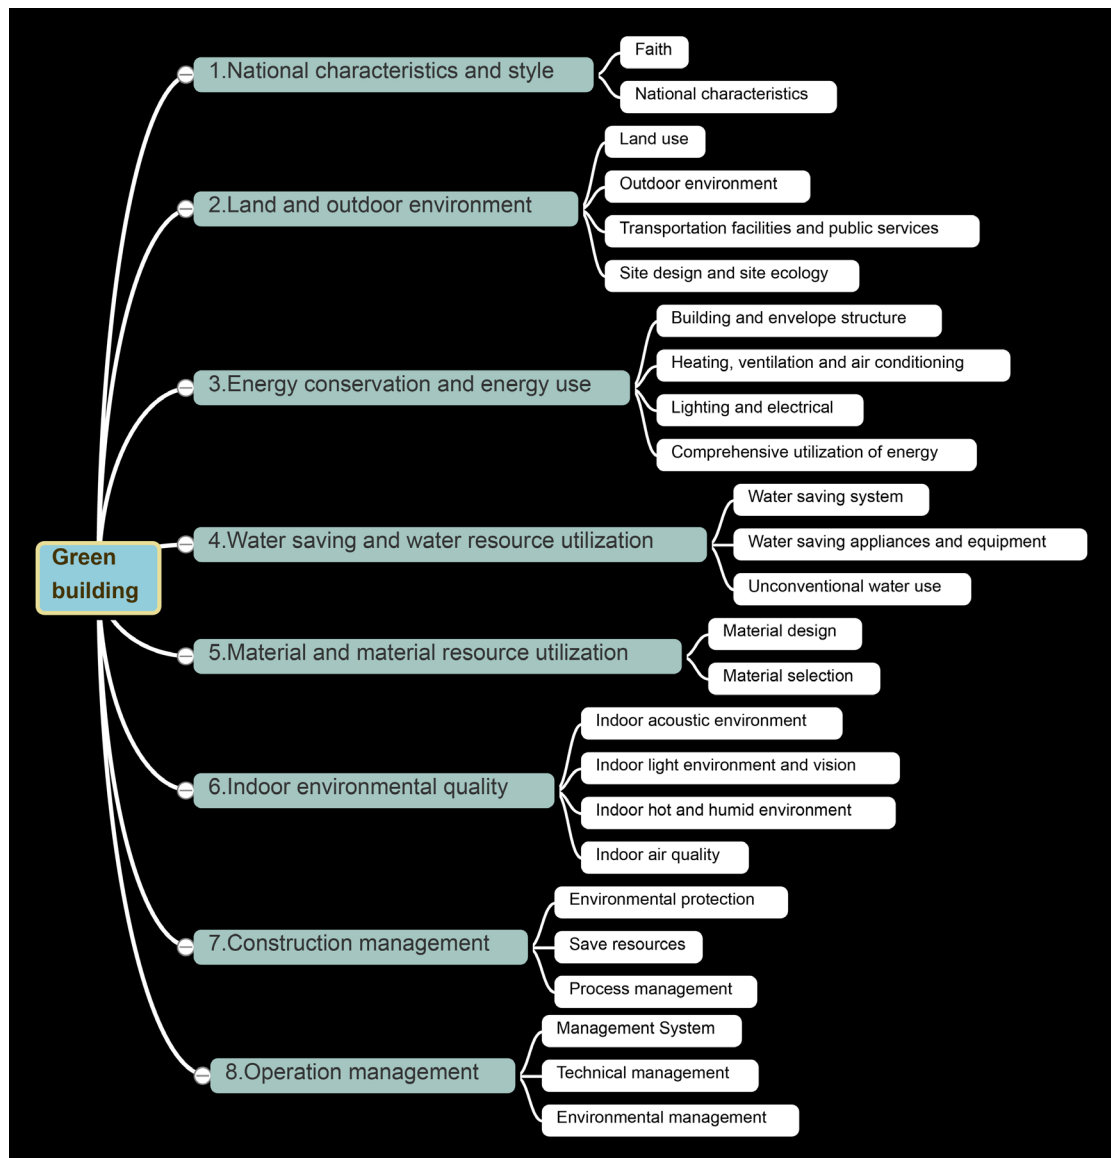 Green
building
1.National characteristics and style
Faith
National characteristics
2.Land and outdoor environment
Land use
Outdoor environment
Transportation facilities and public services
Site design and site ecology
3.Energy conservation and energy use
Building and envelope structure
Heating, ventilation and air conditioning
Lighting and electrical
Comprehensive utilization of energy
4.Water saving and water resource utilization
Water saving system
Water saving appliances and equipment
Unconventional water use
5.Material and material resource utilization
Material design
Material selection
6.Indoor environmental quality
Indoor acoustic environment
Indoor light environment and vision
Indoor hot and humid environment
Indoor air quality
7.Construction management
Environmental protection
Save resources
Process management
8.Operation management
Management System
Technical management
Environmental management